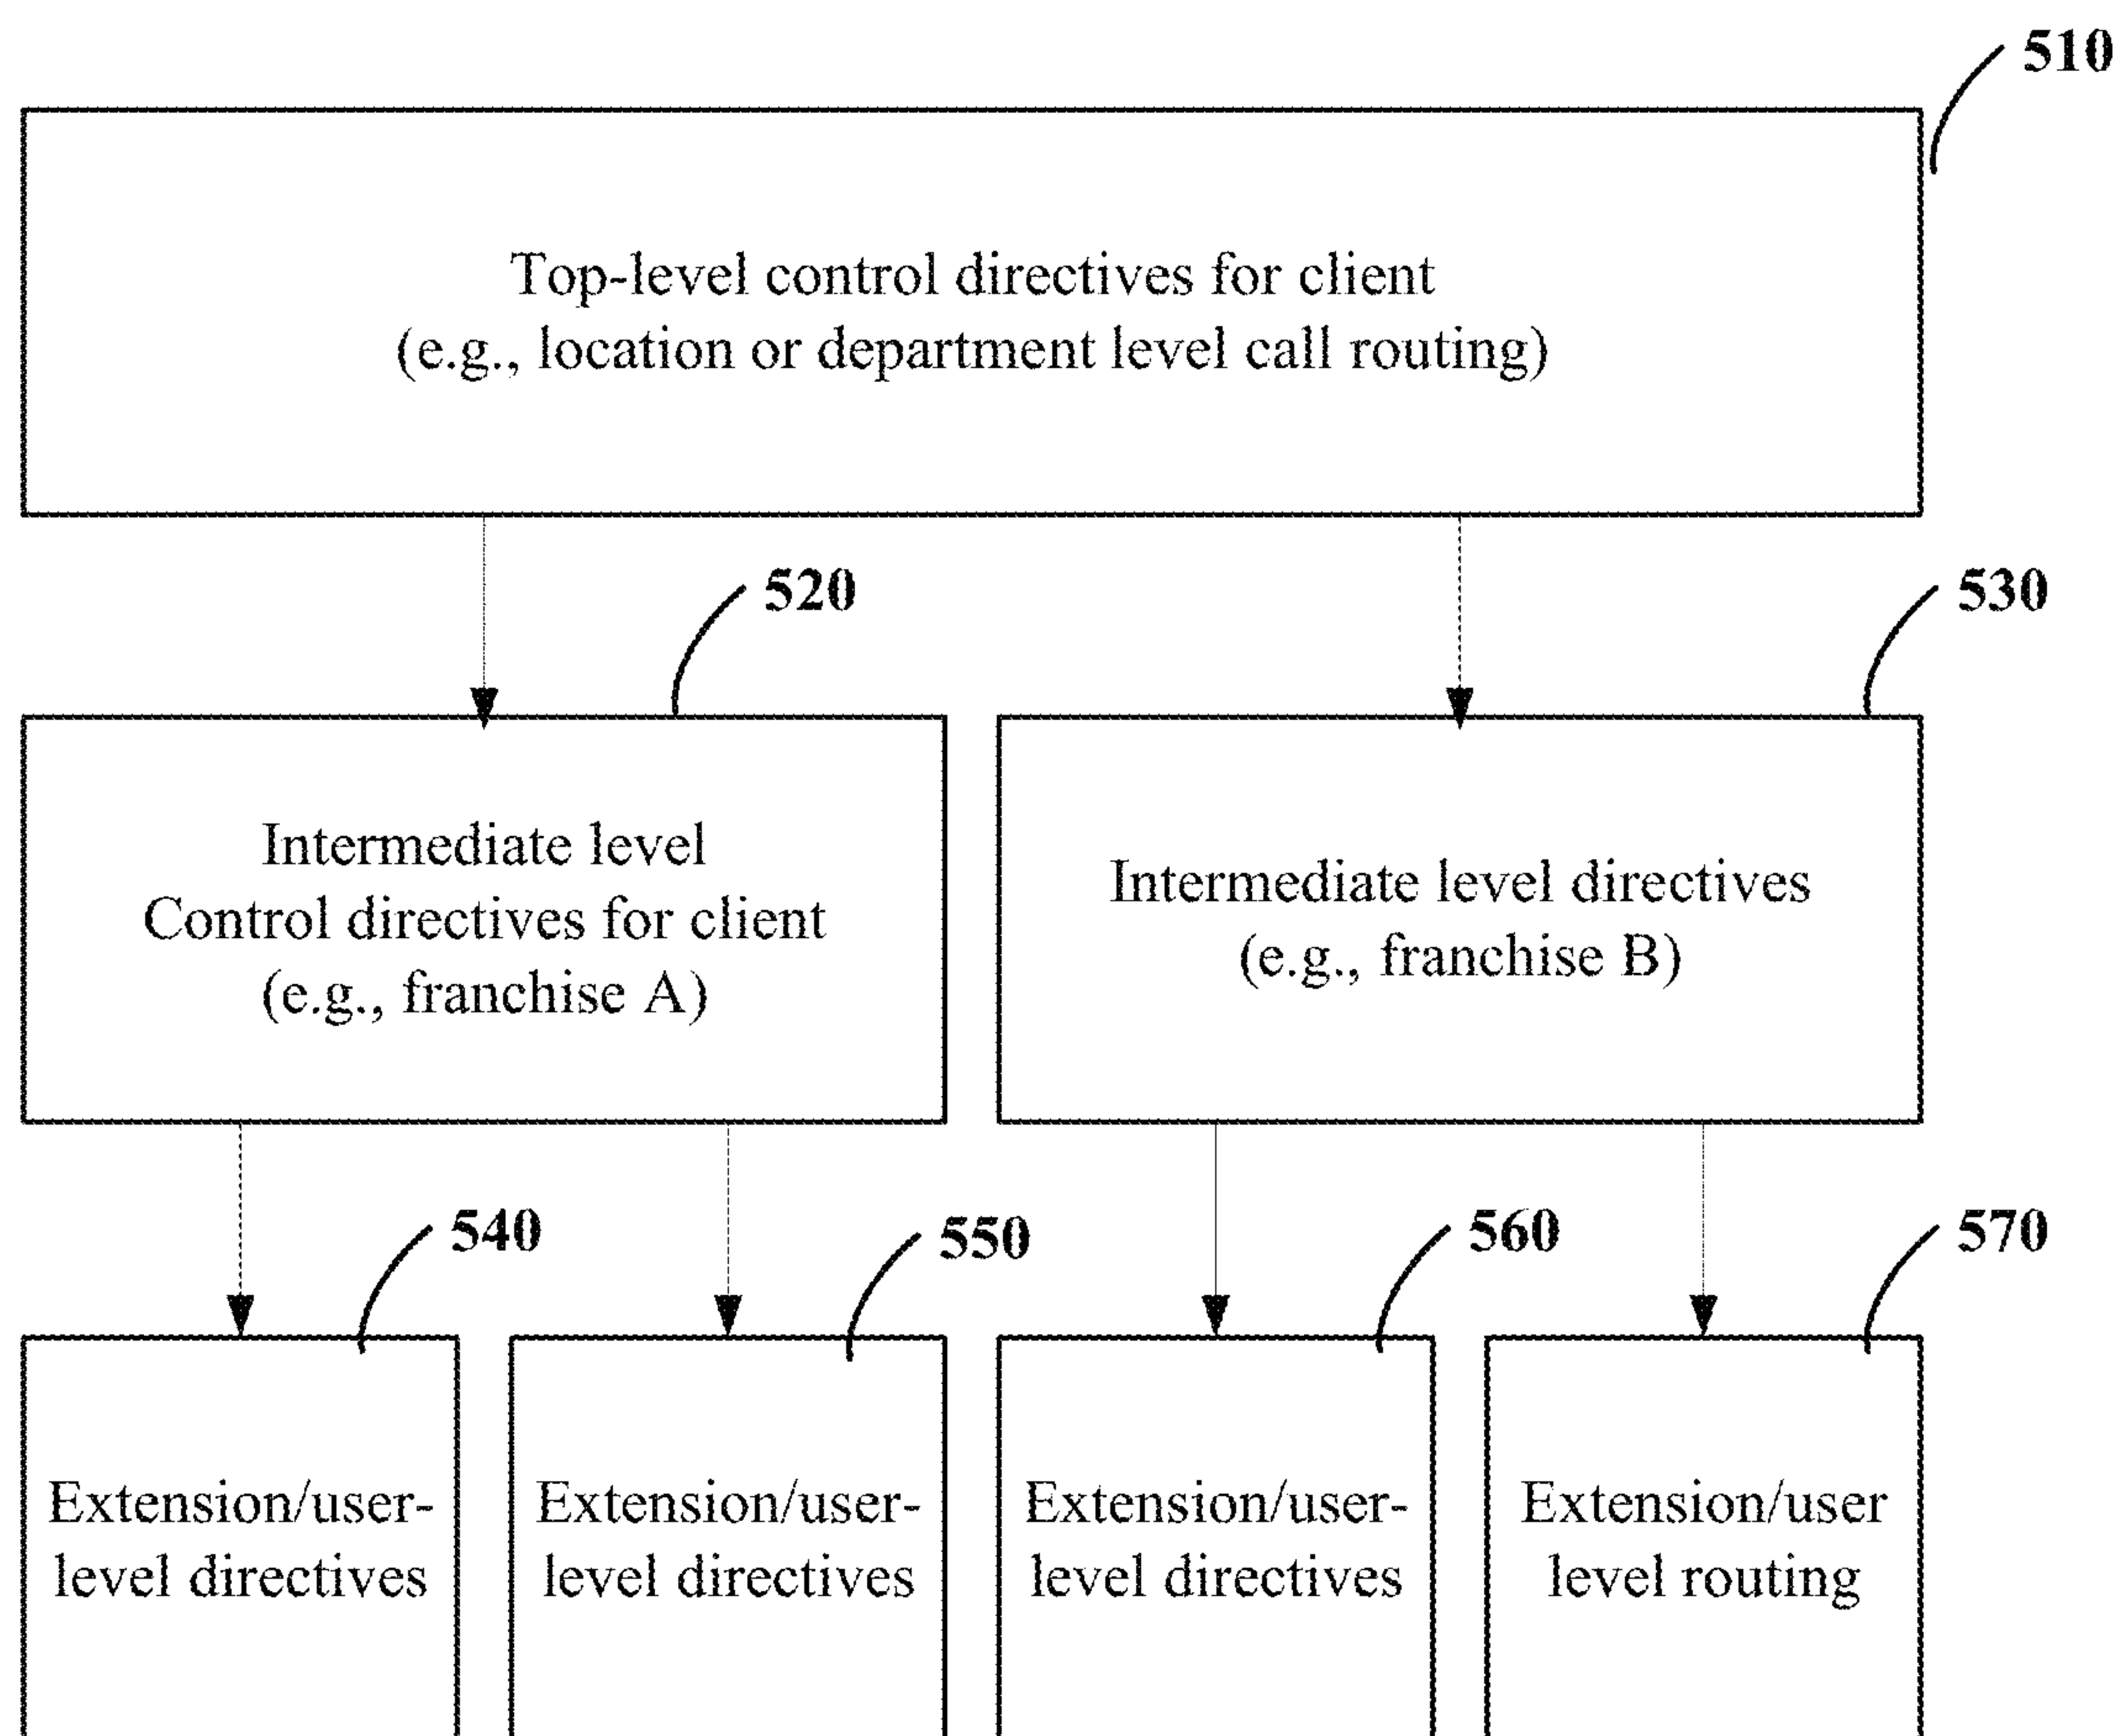 510
Top-level control directives for client
(e.g., location or department level call routing)
520
530
Intermediate level
Control directives for client
(e.g., franchise A)
Intermediate level directives
(e.g., franchise B)
540
550
560
570
Extension/user-
level directives
Extension/user-
level directives
Extension/user-
level directives
Extension/user
level routing